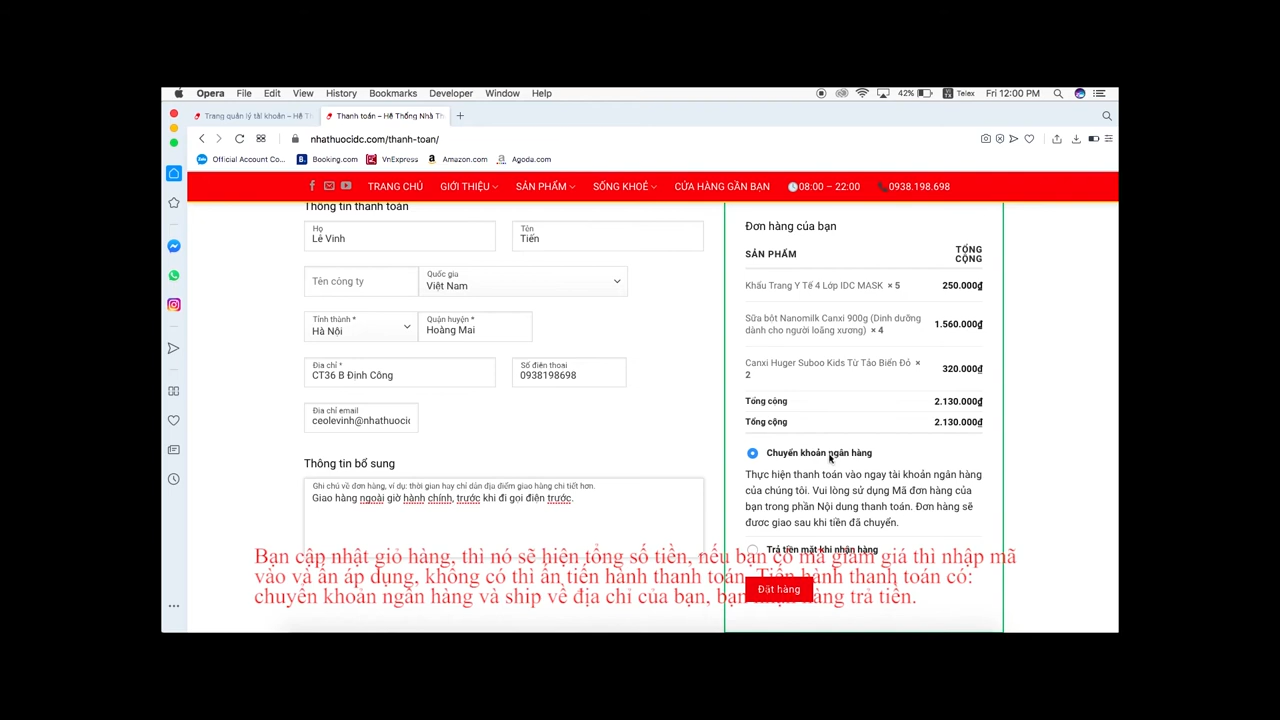 Opera File Edit View History Bookmarks Developer Window Help 42% Telex Fri 12:00 PM
Trang quản lý tài khoản – Hệ T
Thanh toán – Hệ Thống Nhà Th
nhathuocidc.com/thanh-toan/
Official Account Co... Booking.com VnExpress Amazon.com Agoda.com
TRANG CHỦ GIỚI THIỆU SẢN PHẨM SỐNG KHOẺ CỬA HÀNG GẦN BẠN 08:00 – 22:00 0938.198.698
Thông tin thanh toán
Họ
Lê Vinh
Tên
Tiến
Tên công ty
Quốc gia
Việt Nam
Tỉnh thành *
Hà Nội
Quận huyện *
Hoàng Mai
Địa chỉ *
CT36 B Định Công
Số điện thoại
0938198698
Địa chỉ email
ceolevinh@nhathuoci
Thông tin bổ sung
Ghi chú về đơn hàng, ví dụ: thời gian hay chỉ dẫn địa điểm giao hàng chi tiết hơn.
Giao hàng ngoài giờ hành chính, trước khi đi gọi điện trước.
Đơn hàng của bạn
SẢN PHẨM
TỔNG
CỘNG
Khẩu Trang Y Tế 4 Lớp IDC MASK × 5 250.000₫
Sữa bột Nanomilk Canxi 900g (Dinh dưỡng
dành cho người loãng xương) × 4 1.560.000₫
Canxi Huger Suboo Kids Từ Tảo Biển Đỏ ×
2 320.000₫
Tổng cộng 2.130.000₫
Tổng cộng 2.130.000₫
Chuyển khoản ngân hàng
Thực hiện thanh toán vào ngay tài khoản ngân hàng
của chúng tôi. Vui lòng sử dụng Mã đơn hàng của
bạn trong phần Nội dung thanh toán. Đơn hàng sẽ
được giao sau khi tiền đã chuyển.
Trả tiền mặt khi nhận hàng
Đặt hàng
Bạn cập nhật giỏ hàng, thì nó sẽ hiện tổng số tiền, nếu bạn có mã giảm giá thì nhập mã
vào và ấn áp dụng, không có thì ấn tiến hành thanh toán. Tiến hành thanh toán có:
chuyển khoản ngân hàng và ship về địa chỉ của bạn, bạn nhận hàng trả tiền.